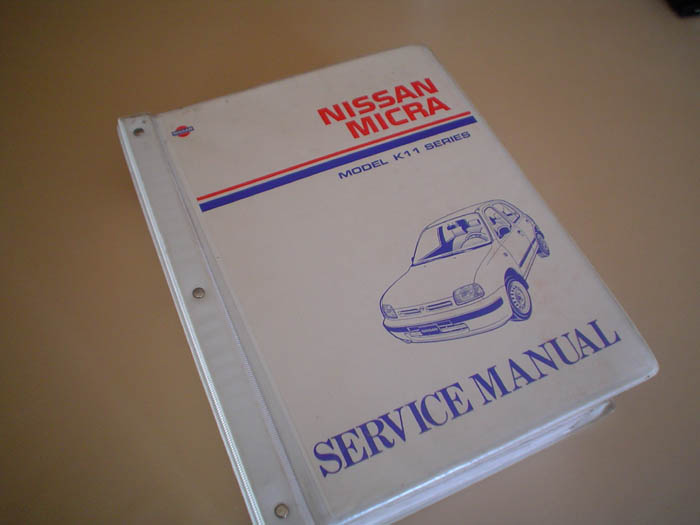 NISSAN
MICRA
MODEL K11 SERIES
SERVICE MANUAL